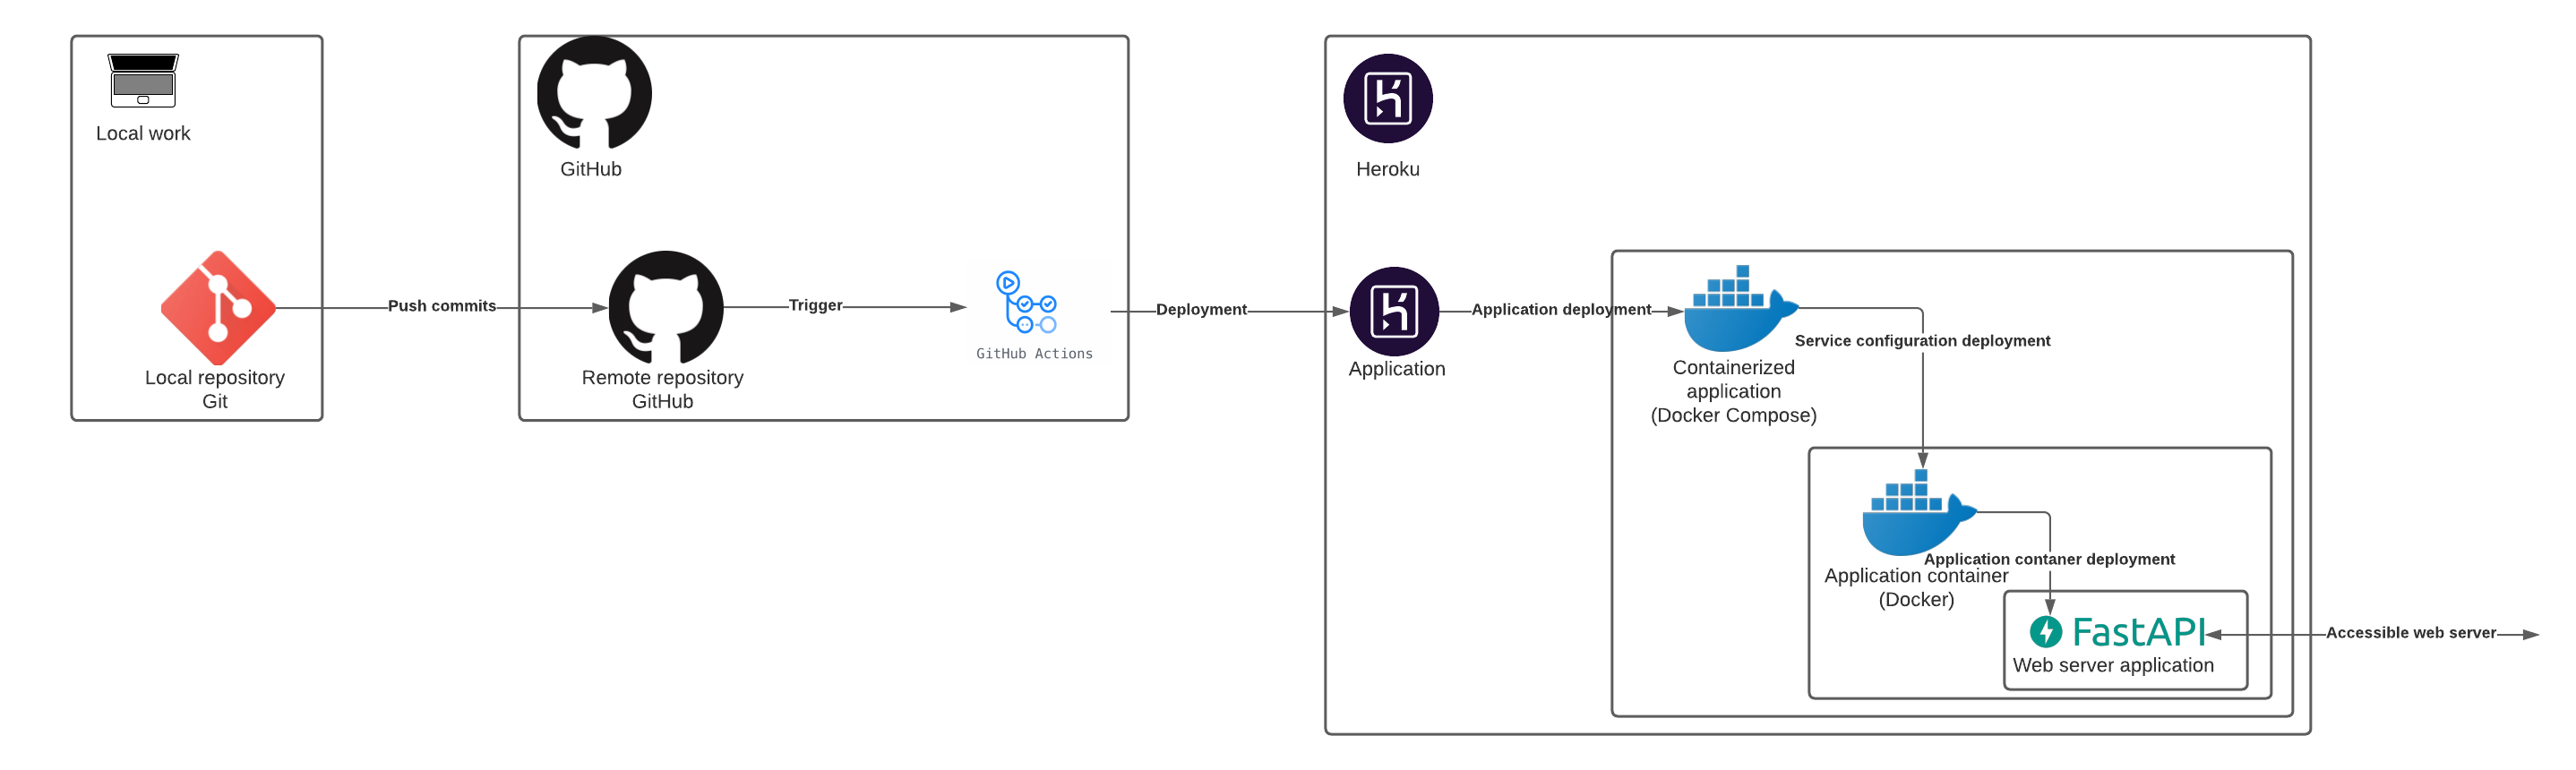 Local work
Local repository
Git
Push commits
GitHub
Remote repository
GitHub
Trigger
GitHub Actions
Deployment
Heroku
Application
Application deployment
Containerized
application
(Docker Compose)
Service configuration deployment
Application container
(Docker)
Application contaner deployment
FastAPI
Web server application
Accessible web server